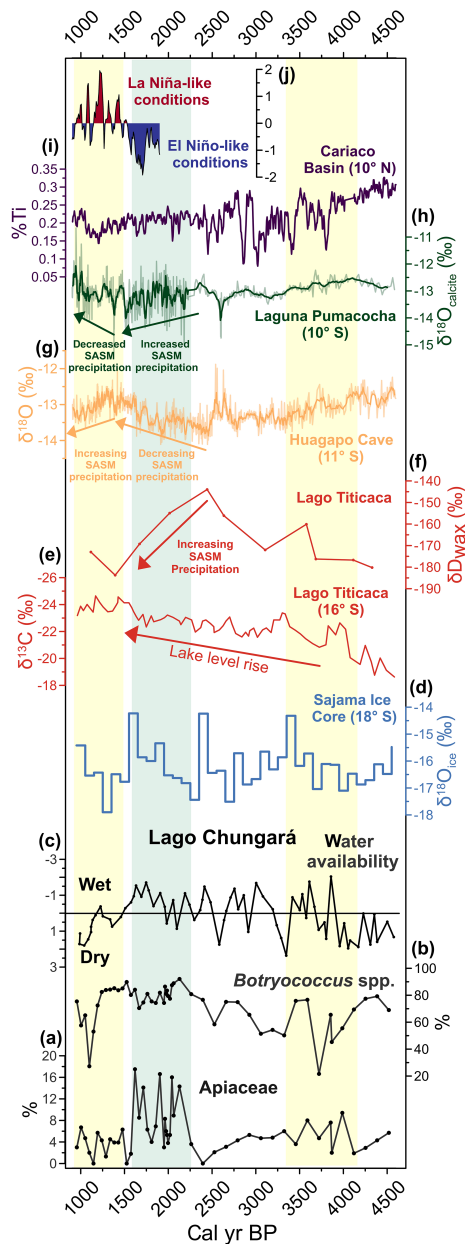 1000 1500 2000 2500 3000 3500 4000 4500
(j)
2
1
0
-1
-2
La Niña-like
conditions
El Niño-like
conditions
(i)
0.35
0.3
0.25
0.2
0.15
0.1
0.05
%Ti
Cariaco
Basin (10° N)
(h)
-11
-12
-13
-14
-15
δ18Ocalcite (‰)
Laguna Pumacocha
(10° S)
Decreased
SASM
precipitation
Increased
SASM
precipitation
(g)
-12
-13
-14
δ18O (‰)
Huagapo Cave
(11° S)
Increasing
SASM
precipitation
Decreasing
SASM
precipitation
(f)
-140
-150
-160
-170
-180
-190
δDwax (‰)
Lago Titicaca
Increasing
SASM
Precipitation
(e)
-26
-24
-22
-20
-18
δ13C (‰)
Lago Titicaca
(16° S)
Lake level rise
(d)
-14
-15
-16
-17
-18
δ18Oice (‰)
Sajama Ice
Core (18° S)
Lago Chungará
(c)
-3
-1
1
3
Wet
Dry
Water
availability
(b)
100
80
60
40
20
%
Botryococcus spp.
(a)
20
16
12
8
4
0
%
Apiaceae
1000 1500 2000 2500 3000 3500 4000 4500
Cal yr BP